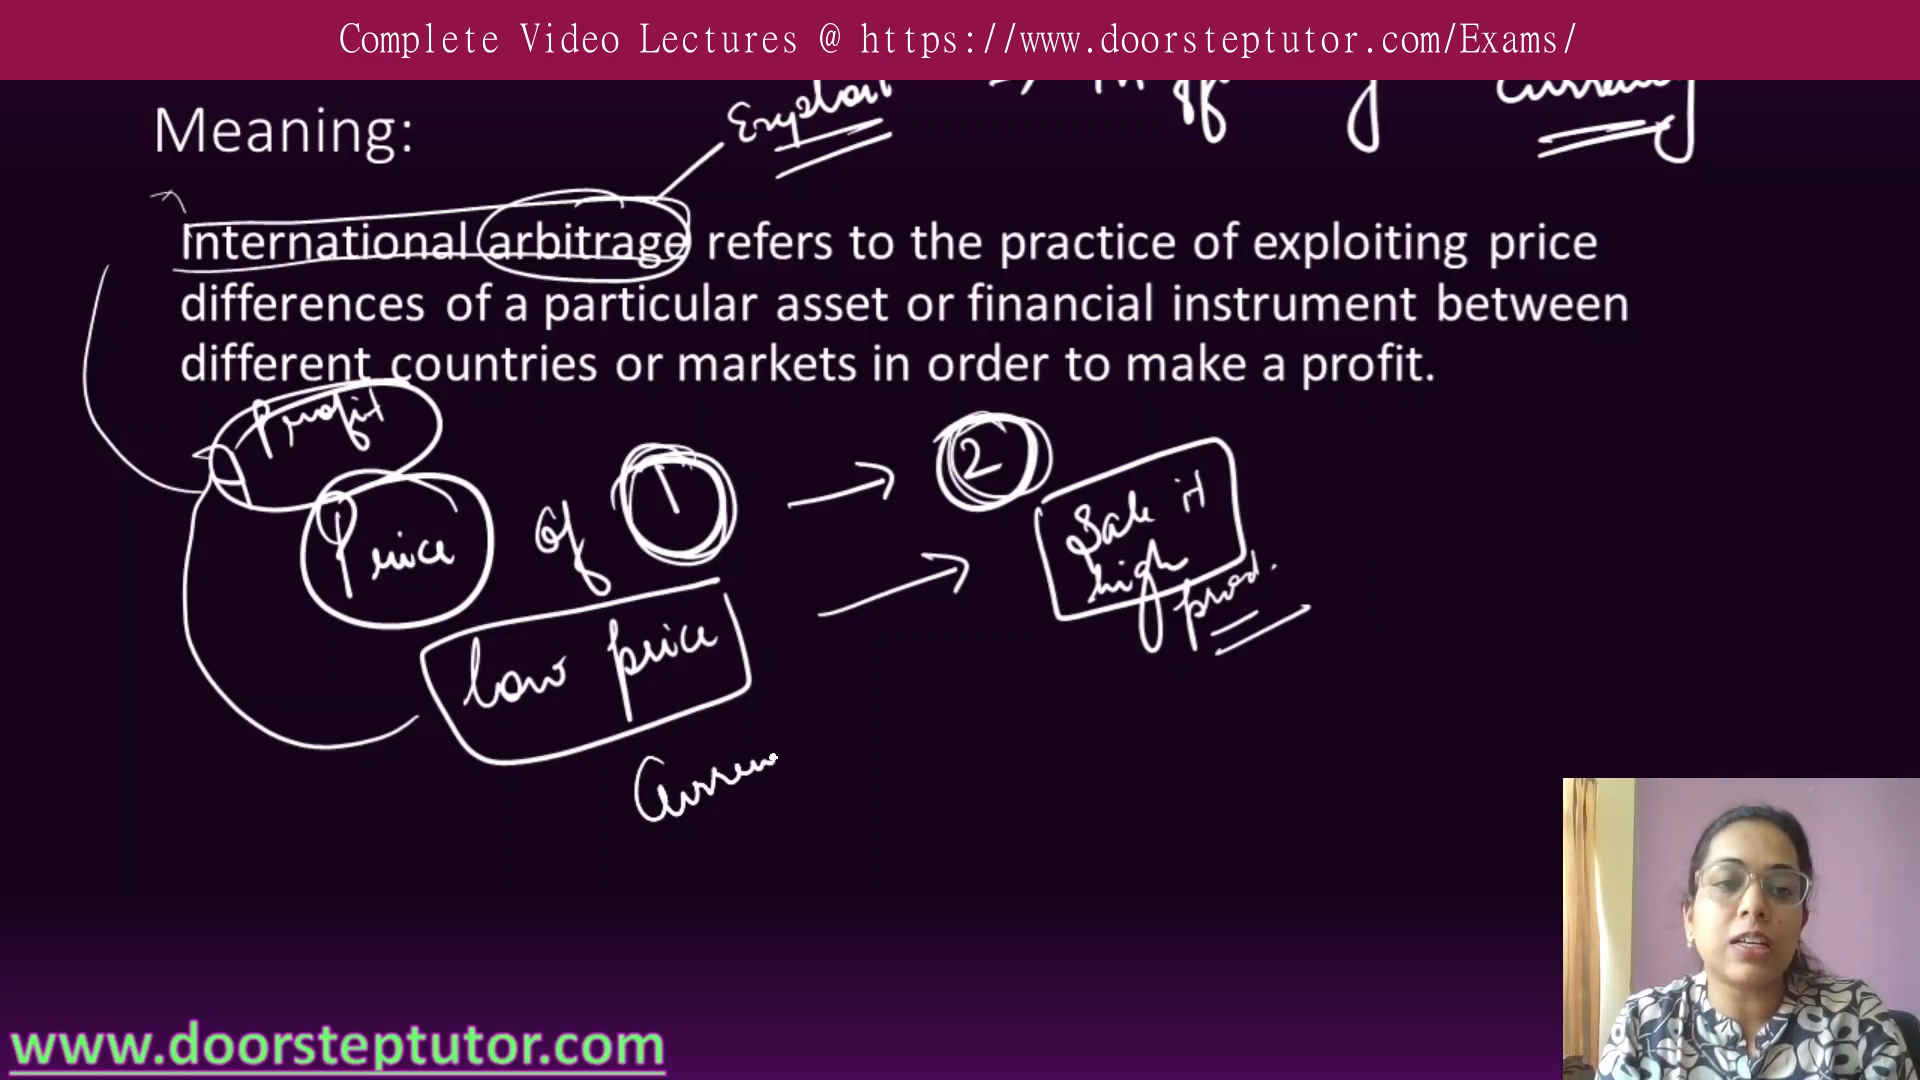 Complete Video Lectures @ https://www.doorsteptutor.com/Exams/
currency
Meaning:
International arbitrage refers to the practice of exploiting price
differences of a particular asset or financial instrument between
different countries or markets in order to make a profit.
Profit
Price of 1 → 2
Sale it
high
low price
prod.
www.doorsteptutor.com